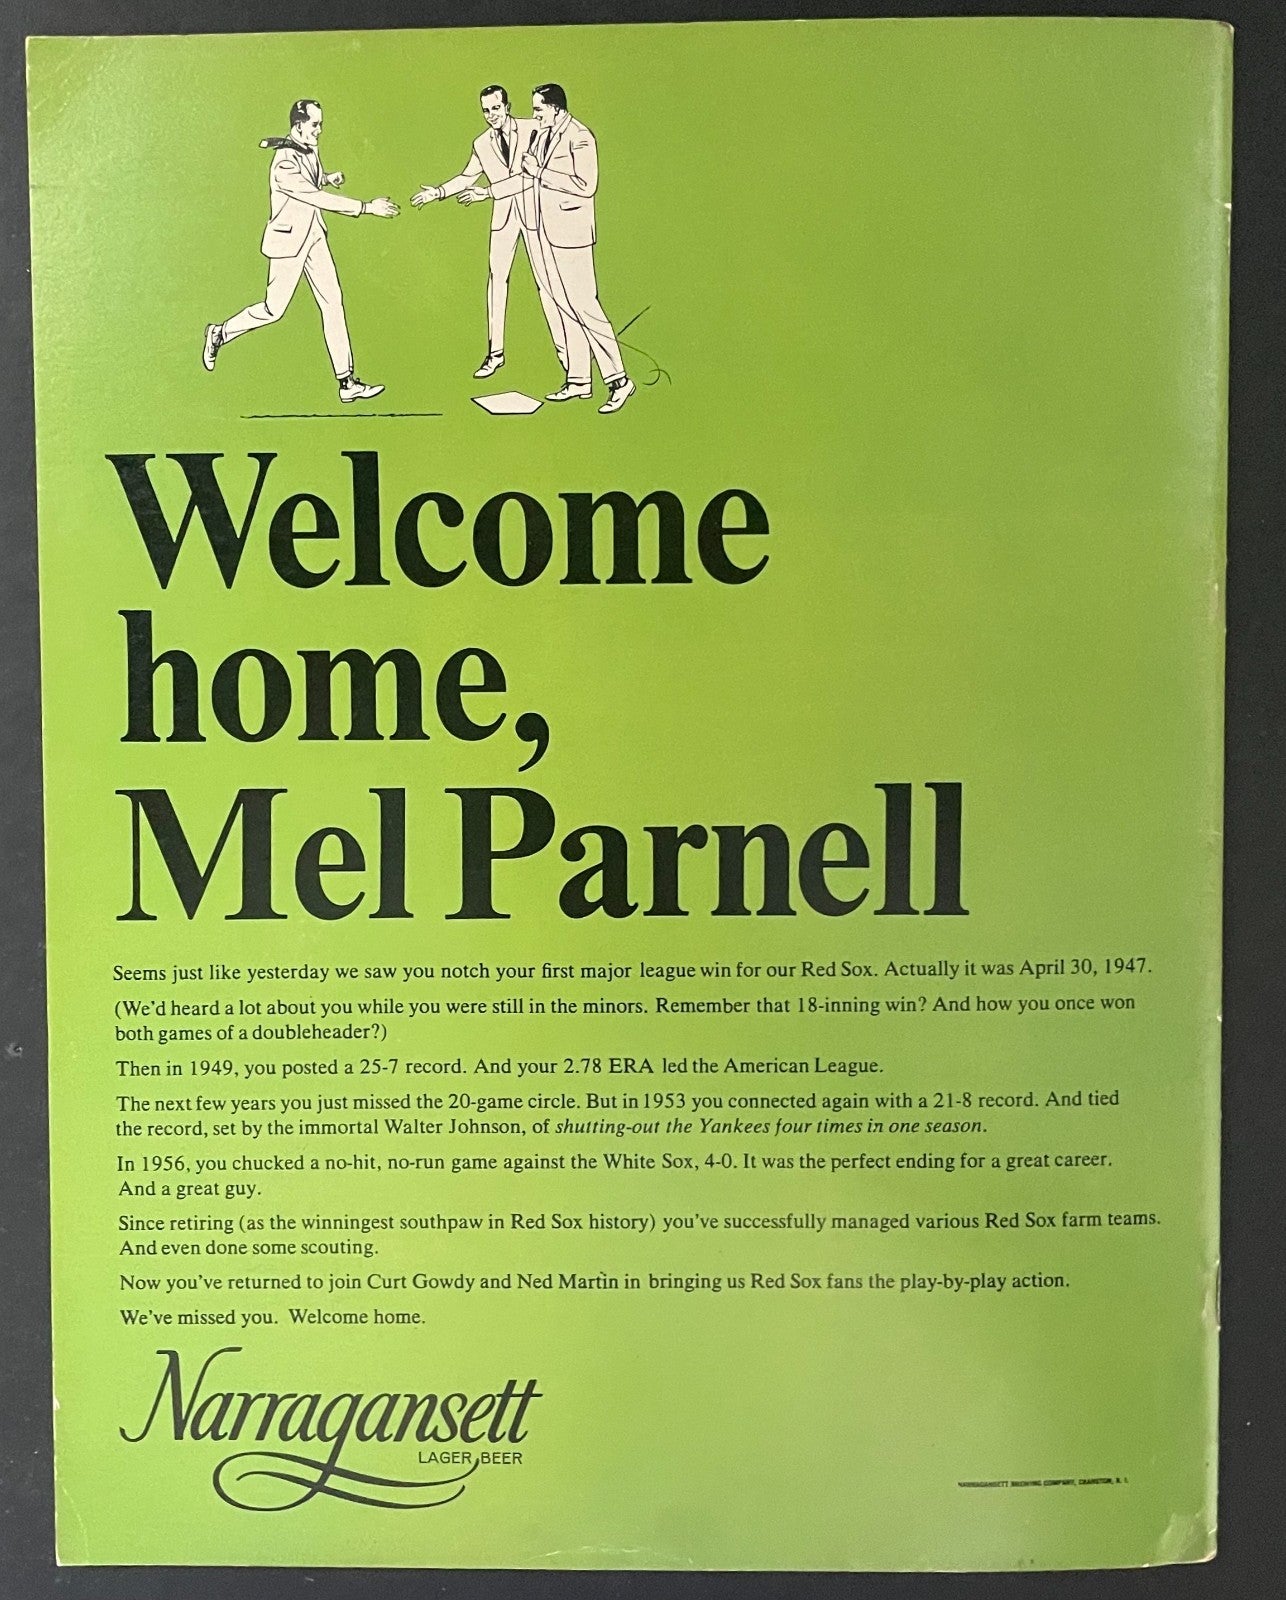 Welcome
home,
Mel Parnell
Seems just like yesterday we saw you notch your first major league win for our Red Sox. Actually it was April 30, 1947.
(We'd heard a lot about you while you were still in the minors. Remember that 18-inning win? And how you once won
both games of a doubleheader?)
Then in 1949, you posted a 25-7 record. And your 2.78 ERA led the American League.
The next few years you just missed the 20-game circle. But in 1953 you connected again with a 21-8 record. And tied
the record, set by the immortal Walter Johnson, of shutting-out the Yankees four times in one season.
In 1956, you chucked a no-hit, no-run game against the White Sox, 4-0. It was the perfect ending for a great career.
And a great guy.
Since retiring (as the winningest southpaw in Red Sox history) you've successfully managed various Red Sox farm teams.
And even done some scouting.
Now you've returned to join Curt Gowdy and Ned Martin in bringing us Red Sox fans the play-by-play action.
We've missed you. Welcome home.
Narragansett
LAGER BEER
NARRAGANSETT BREWING COMPANY, CRANSTON, R. I.